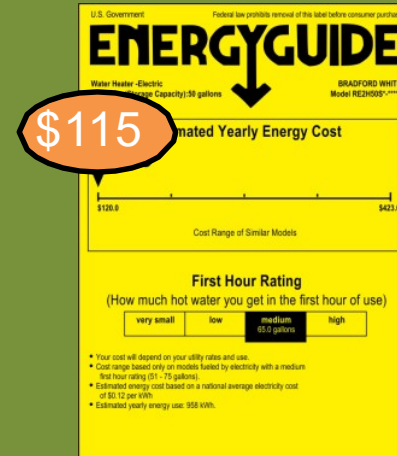 U.S. Government Federal law prohibits removal of this label before consumer purchas
ENERGYGUIDE
Water Heater -Electric BRADFORD WHIT
age Capacity):50 gallons Model RE2H50S*-****
$115
mated Yearly Energy Cost
$120.0 $423.
Cost Range of Similar Models
First Hour Rating
(How much hot water you get in the first hour of use)
very small low medium high
65.0 gallons
• Your cost will depend on your utility rates and use.
• Cost range based only on models fueled by electricity with a medium
first hour rating (51 - 75 gallons).
• Estimated energy cost based on a national average electricity cost
of $0.12 per kWh
• Estimated yearly energy use: 958 kWh.